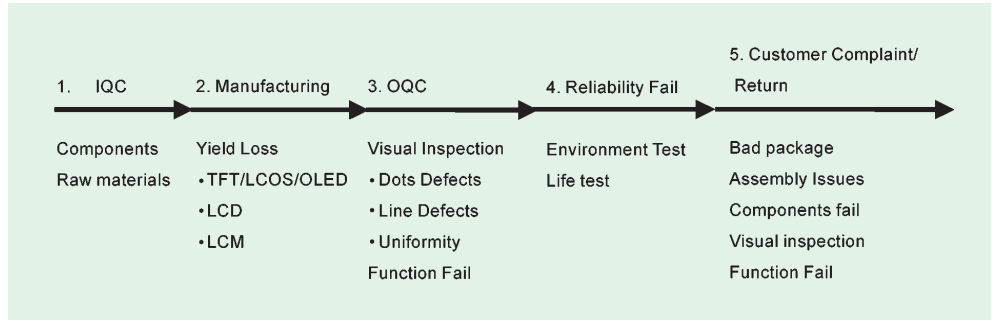 1. IQC
2. Manufacturing
3. OQC
4. Reliability Fail
5. Customer Complaint/
Return
Components
Raw materials
Yield Loss
• TFT/LCOS/OLED
• LCD
• LCM
Visual Inspection
• Dots Defects
• Line Defects
• Uniformity
Function Fail
Environment Test
Life test
Bad package
Assembly Issues
Components fail
Visual inspection
Function Fail